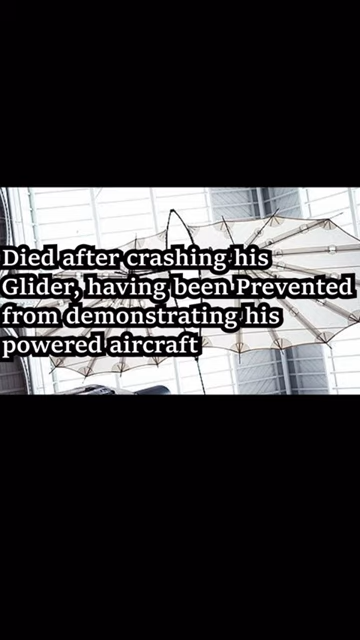 Died after crashing his
Glider, having been Prevented
from demonstrating his
powered aircraft